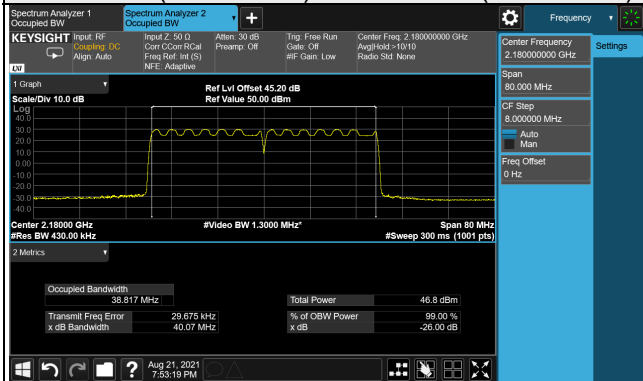 Spectrum Analyzer 1
Occupied BW
Spectrum Analyzer 2
Occupied BW
Frequency
KEYSIGHT
Input: RF
Coupling: DC
Align: Auto
Input Z: 50 Ω
Corr CCorr RCal
Freq Ref: Int (S)
NFE: Adaptive
Atten: 30 dB
Preamp: Off
Trig: Free Run
Gate: Off
#IF Gain: Low
Center Freq: 2.180000000 GHz
Avg|Hold:>10/10
Radio Std: None
LXI
Center Frequency
2.180000000 GHz
Settings
Span
80.000 MHz
CF Step
8.000000 MHz
Auto
Man
Freq Offset
0 Hz
1 Graph
Scale/Div 10.0 dB
Ref Lvl Offset 45.20 dB
Ref Value 50.00 dBm
Log
40.0
30.0
20.0
10.0
0.00
-10.0
-20.0
-30.0
-40.0
Center 2.18000 GHz
#Video BW 1.3000 MHz*
Span 80 MHz
#Res BW 430.00 kHz
#Sweep 300 ms (1001 pts)
2 Metrics
Occupied Bandwidth
38.817 MHz
Total Power 46.8 dBm
Transmit Freq Error 29.675 kHz
% of OBW Power 99.00 %
x dB Bandwidth 40.07 MHz
x dB -26.00 dB
Aug 21, 2021
7:53:19 PM